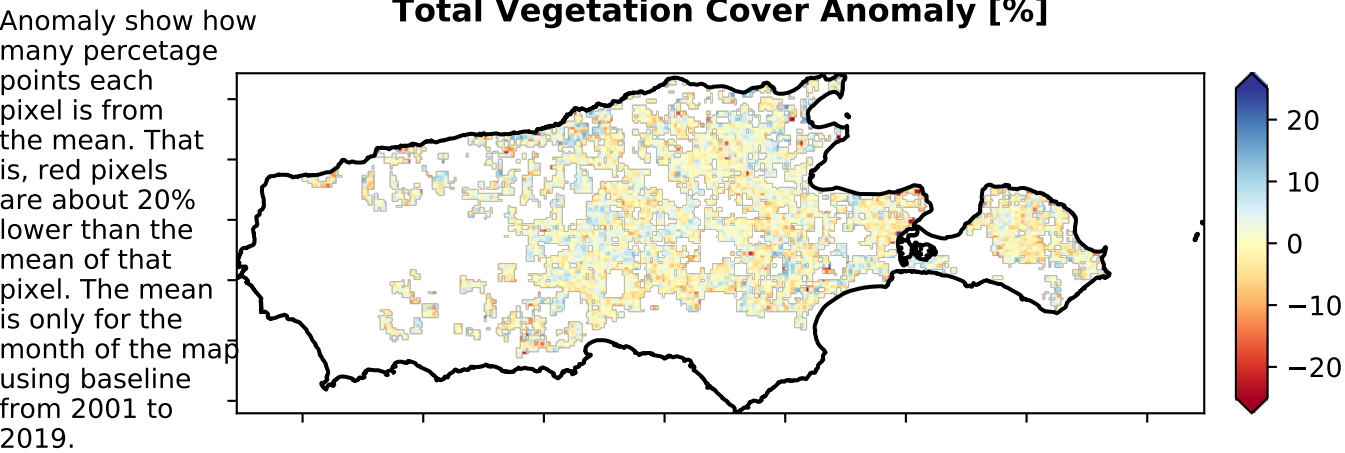 Total Vegetation Cover Anomaly [%]
Anomaly show how
many percetage
points each
pixel is from
the mean. That
is, red pixels
are about 20%
lower than the
mean of that
pixel. The mean
is only for the
month of the map
using baseline
from 2001 to
2019.
20
10
0
−10
−20